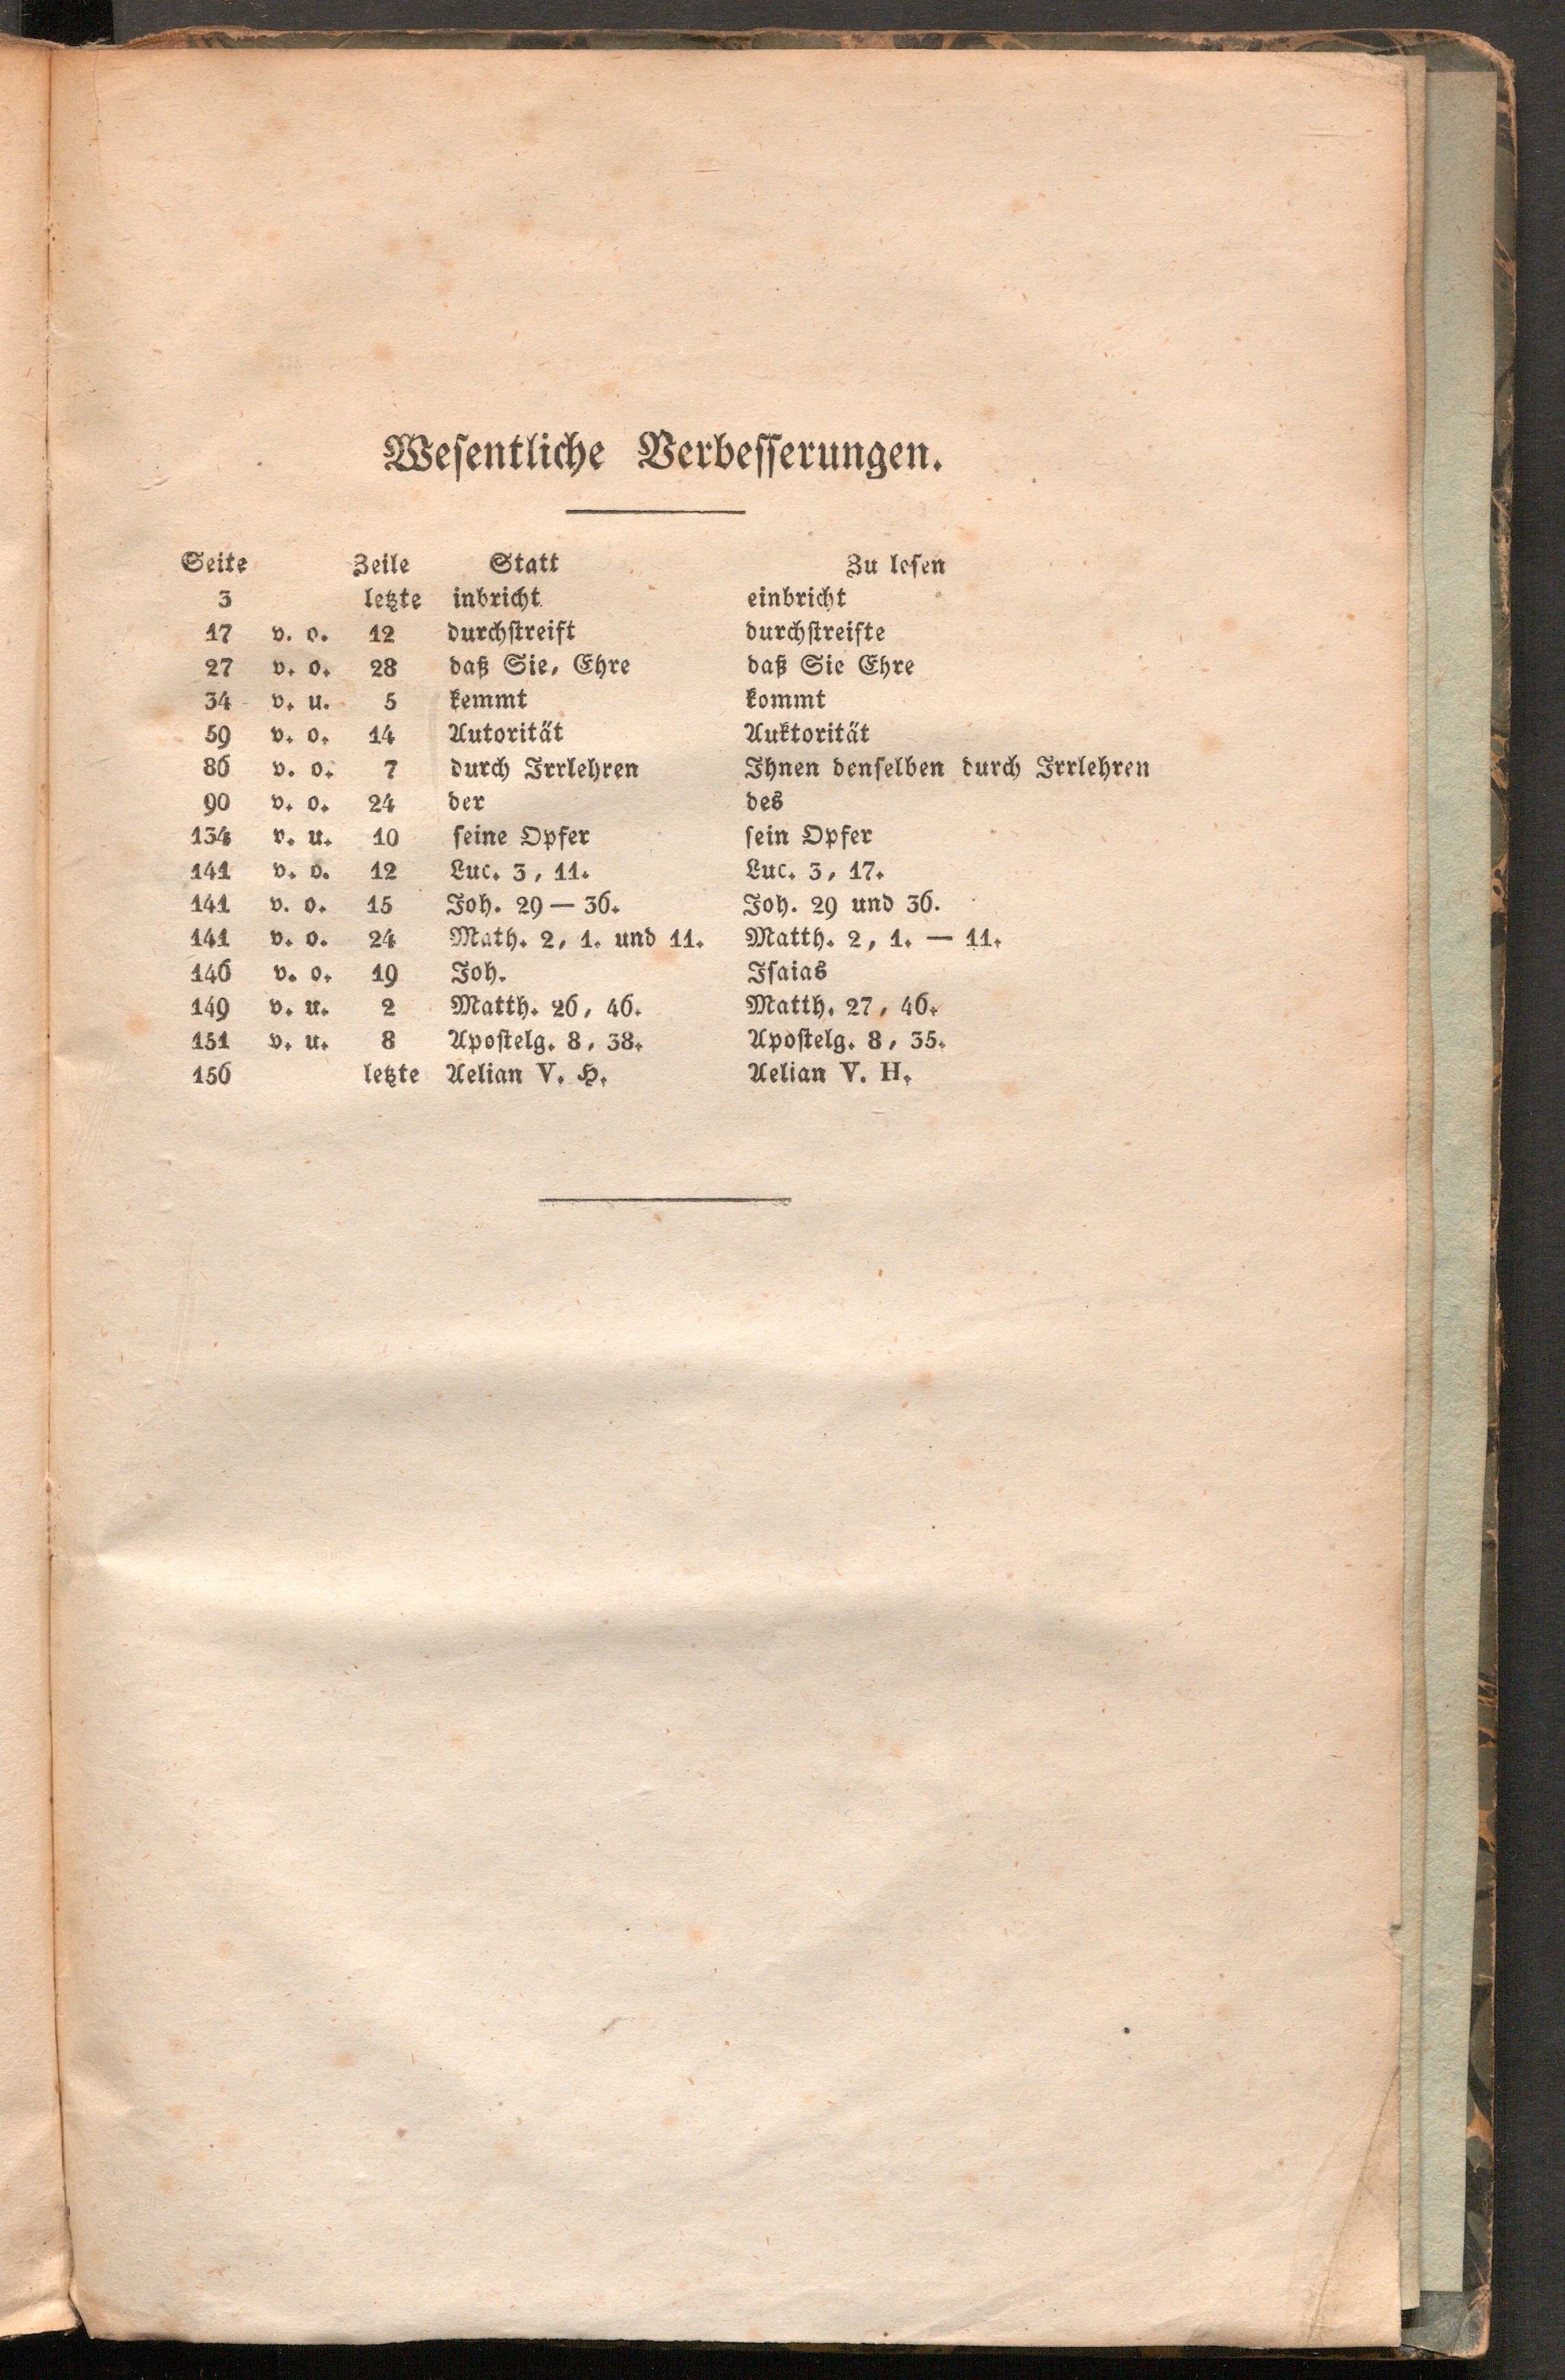 Wesentliche Verbesserungen.
Seite Zeile Statt Zu lesen
3 letzte inbricht einbricht
17 v. o. 12 durchstreift durchstreifte
27 v. o. 28 daß Sie, Ehre daß Sie Ehre
34 v. u. 5 kemmt kommt
59 v. o. 14 Autorität Auktorität
86 v. o. 7 durch Irrlehren Ihnen denselben durch Irrlehren
90 v. o. 24 der des
134 v. u. 10 seine Opfer sein Opfer
141 v. o. 12 Luc. 3, 11. Luc. 3, 17.
141 v. o. 15 Joh. 29 — 36. Joh. 29 und 36.
141 v. o. 24 Math. 2, 1. und 11. Matth. 2, 1. — 11.
146 v. o. 19 Joh. Isaias
149 v. u. 2 Matth. 26, 46. Matth. 27, 46.
151 v. u. 8 Apostelg. 8, 38. Apostelg. 8, 35.
156 letzte Aelian V. H. Aelian V. H.